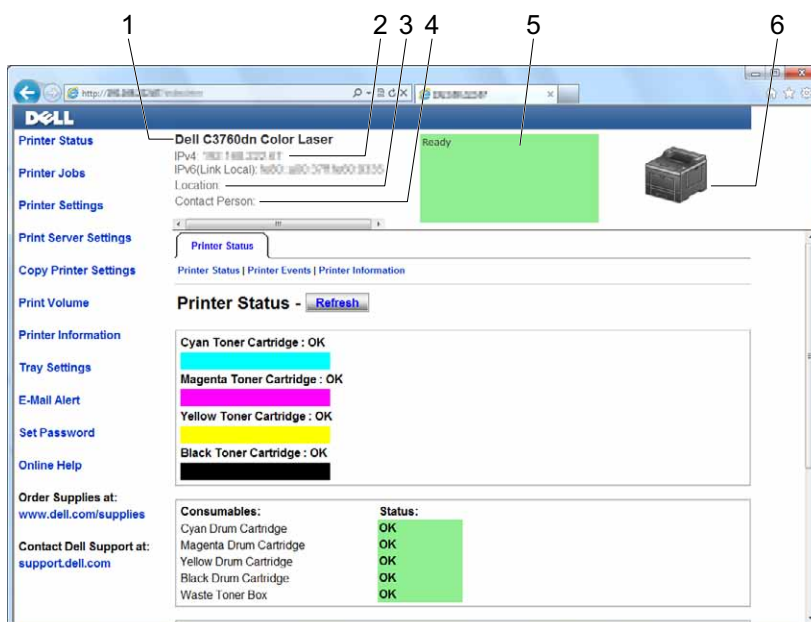 1 2 3 4 5 6
http://
DELL
Printer Status
Printer Jobs
Printer Settings
Print Server Settings
Copy Printer Settings
Print Volume
Printer Information
Tray Settings
E-Mail Alert
Set Password
Online Help
Order Supplies at:
www.dell.com/supplies
Contact Dell Support at:
support.dell.com
Dell C3760dn Color Laser
IPv4:
IPv6(Link Local):
Location:
Contact Person:
Ready
Printer Status
Printer Status | Printer Events | Printer Information
Printer Status - Refresh
Cyan Toner Cartridge : OK
Magenta Toner Cartridge : OK
Yellow Toner Cartridge : OK
Black Toner Cartridge : OK
Consumables: Status:
Cyan Drum Cartridge OK
Magenta Drum Cartridge OK
Yellow Drum Cartridge OK
Black Drum Cartridge OK
Waste Toner Box OK